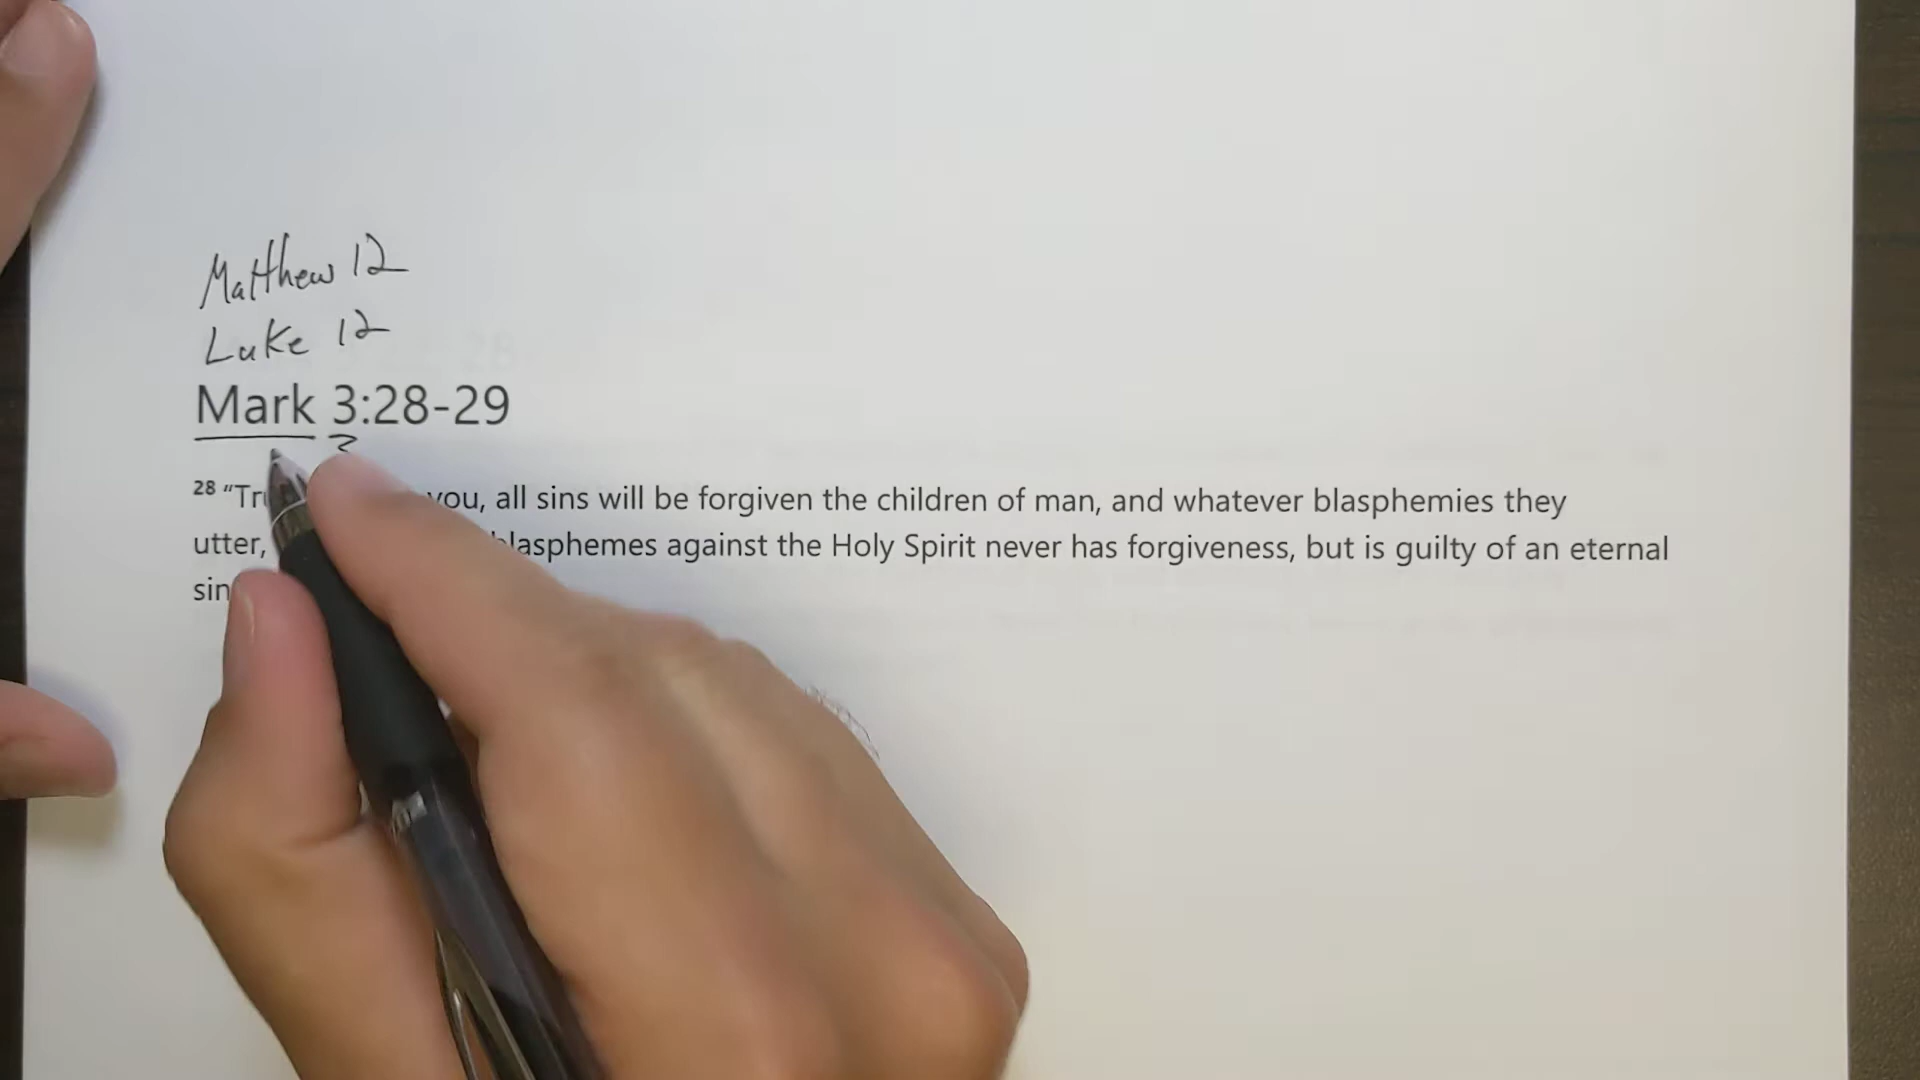 Matthew 12
Luke 12
Mark 3:28-29
28 “Tr you, all sins will be forgiven the children of man, and whatever blasphemies they
utter, blasphemes against the Holy Spirit never has forgiveness, but is guilty of an eternal
sin